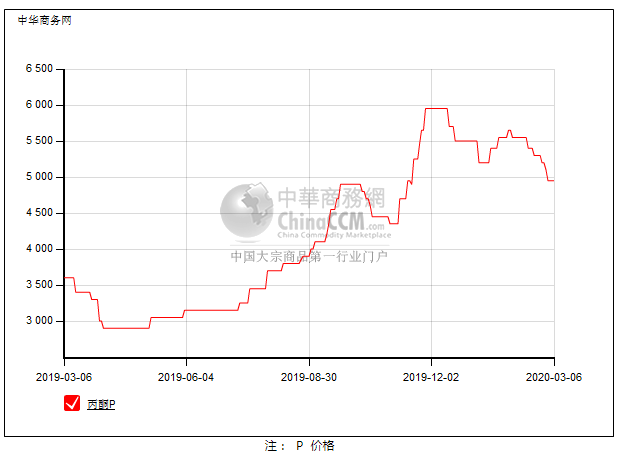 中华商务网
6 500
6 000
5 500
5 000
4 500
4 000
3 500
3 000
中華商務網
ChinaCCM.com
China Commodity Marketplace
中国大宗商品第一行业门户
2019-03-06 2019-06-04 2019-08-30 2019-12-02 2020-03-06
丙酮P
注： P 价格